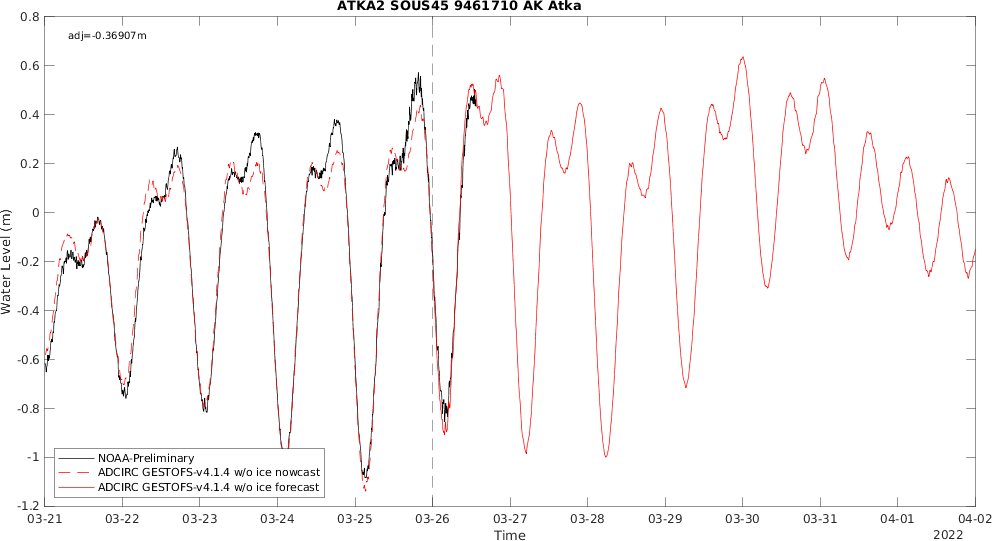 ATKA2 SOUS45 9461710 AK Atka
adj=-0.36907m
0.8
0.6
0.4
0.2
0
-0.2
-0.4
-0.6
-0.8
-1
-1.2
Water Level (m)
NOAA-Preliminary
ADCIRC GESTOFS-v4.1.4 w/o ice nowcast
ADCIRC GESTOFS-v4.1.4 w/o ice forecast
03-21 03-22 03-23 03-24 03-25 03-26 03-27 03-28 03-29 03-30 03-31 04-01 04-02
Time
2022